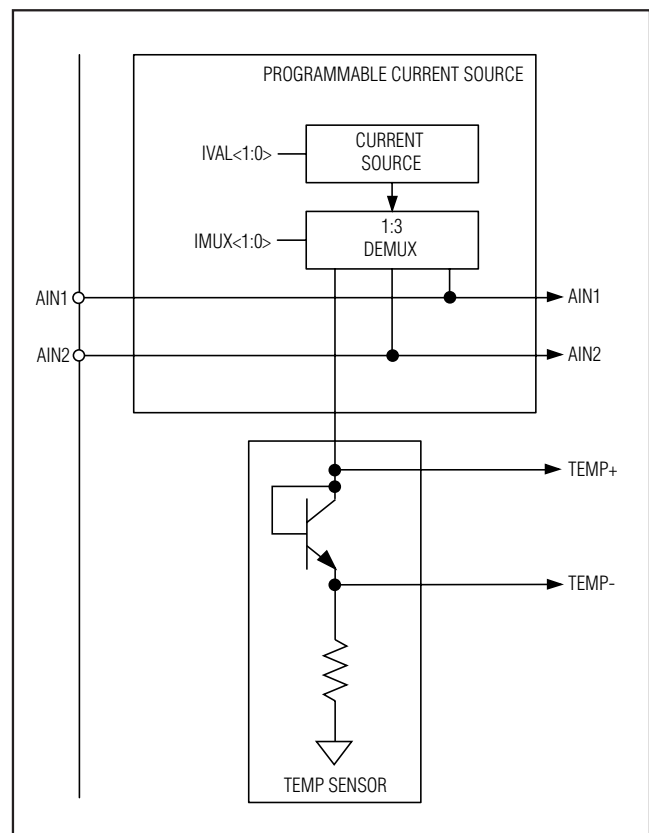 PROGRAMMABLE CURRENT SOURCE
CURRENT
SOURCE
IVAL<1:0>
1:3
DEMUX
IMUX<1:0>
AIN1
AIN1
AIN2
AIN2
TEMP+
TEMP-
TEMP SENSOR